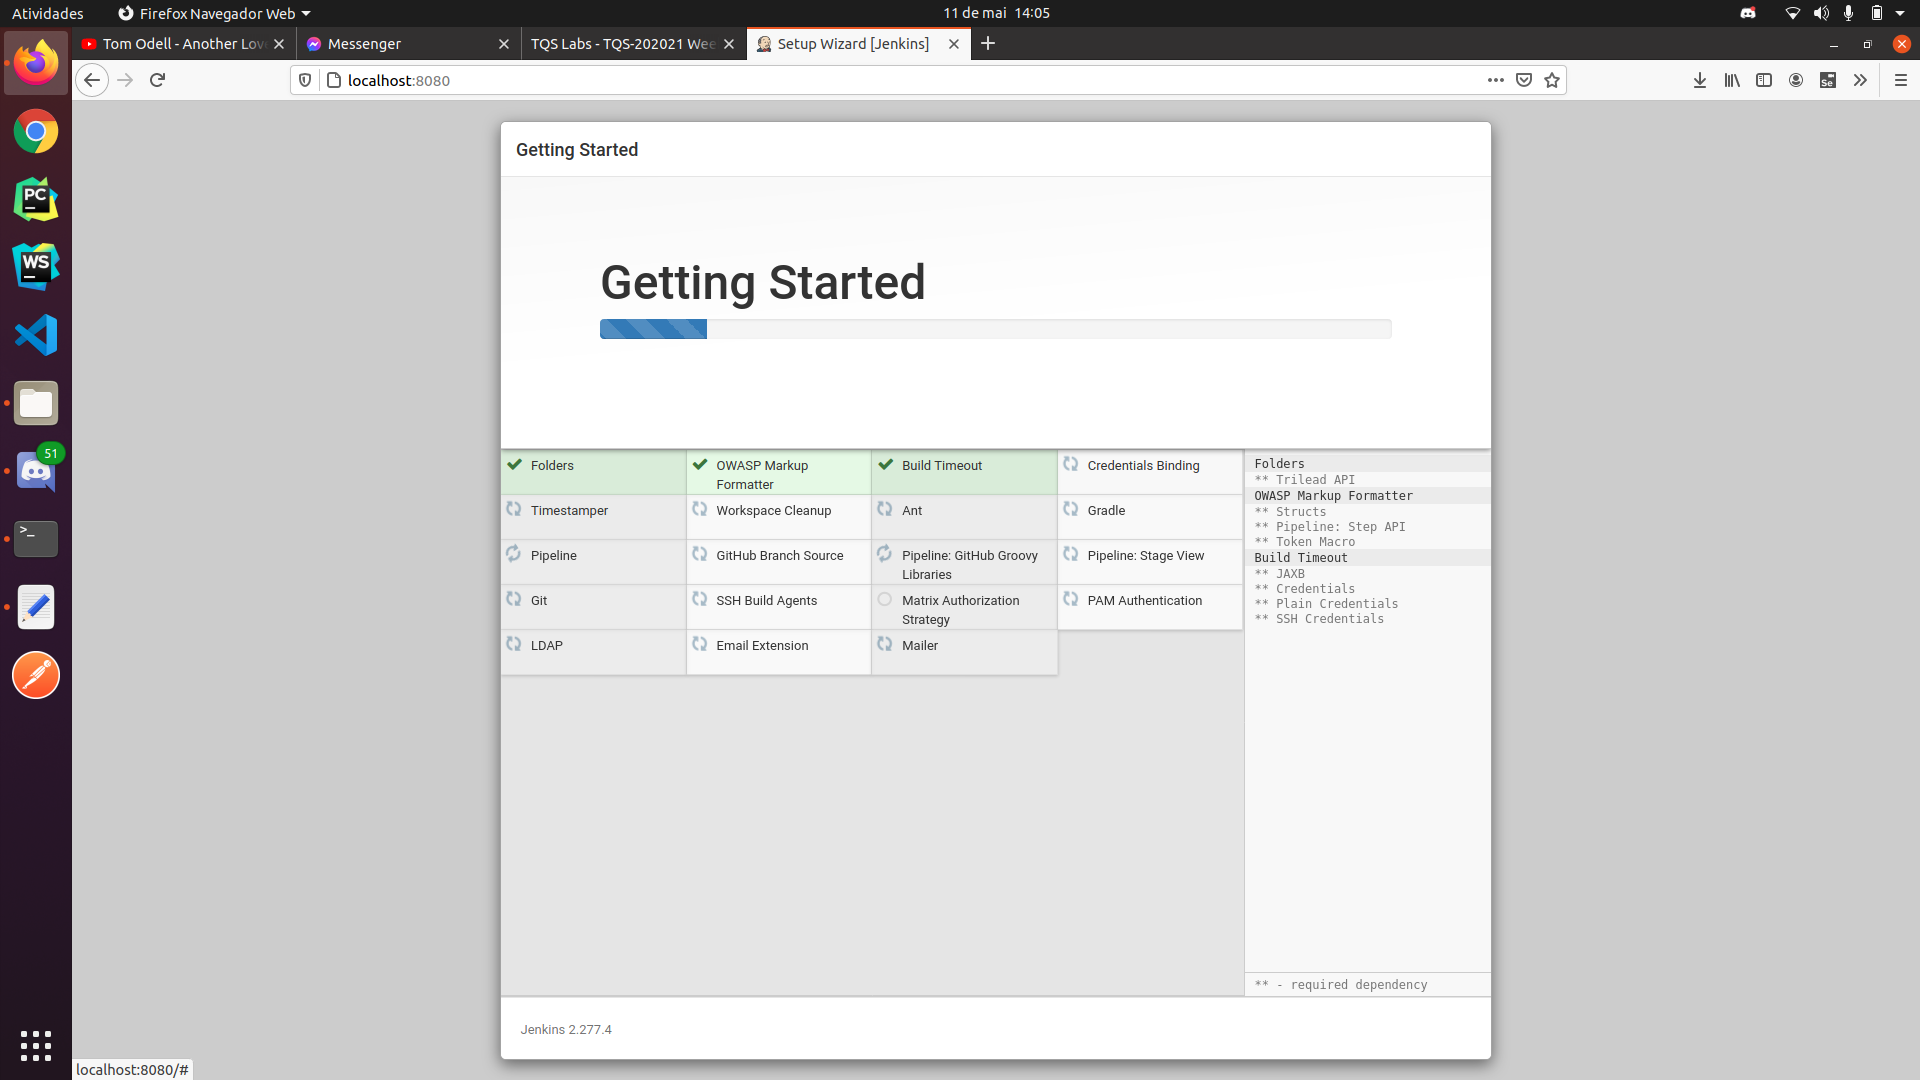 Atividades
Firefox Navegador Web
11 de mai 14:05
Tom Odell - Another Lov
Messenger
TQS Labs - TQS-202021 Wee
Setup Wizard [Jenkins]
localhost:8080
Se
PC
WS
51
>_
Getting Started
Getting Started
Folders
OWASP Markup Formatter
Build Timeout
Credentials Binding
Timestamper
Workspace Cleanup
Ant
Gradle
Pipeline
GitHub Branch Source
Pipeline: GitHub Groovy Libraries
Pipeline: Stage View
Git
SSH Build Agents
Matrix Authorization Strategy
PAM Authentication
LDAP
Email Extension
Mailer
Folders
** Trilead API
OWASP Markup Formatter
** Structs
** Pipeline: Step API
** Token Macro
Build Timeout
** JAXB
** Credentials
** Plain Credentials
** SSH Credentials
** - required dependency
Jenkins 2.277.4
localhost:8080/#